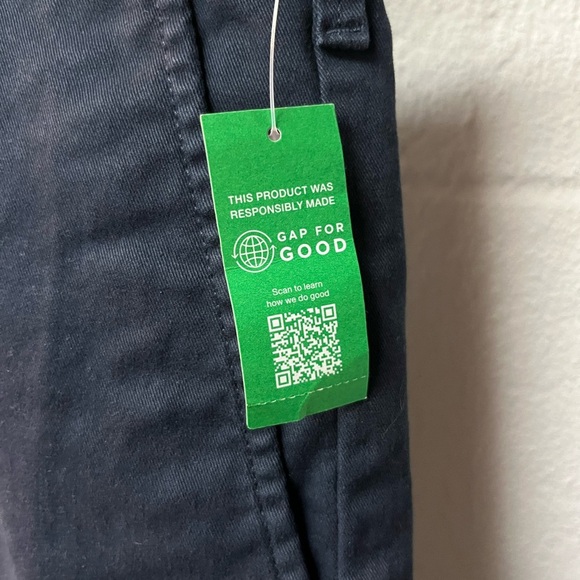 THIS PRODUCT WAS
RESPONSIBLY MADE
GAP FOR
GOOD
Scan to learn
how we do good